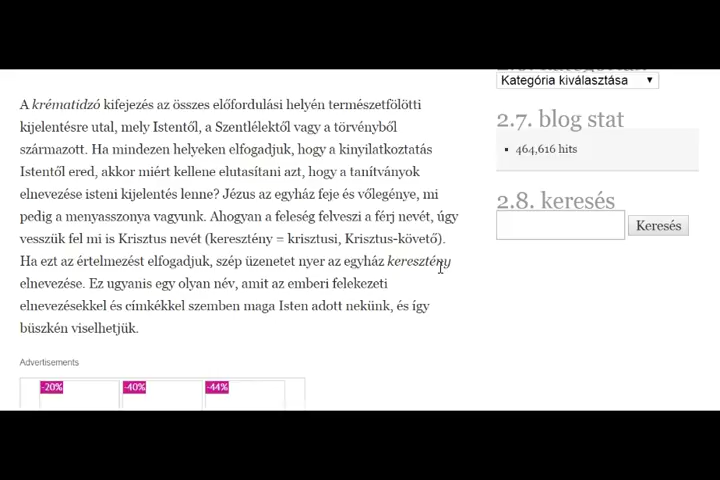 A krématidzó kifejezés az összes előfordulási helyén természetfölötti
kijelentésre utal, mely Istentől, a Szentlélektől vagy a törvényből
származott. Ha mindezen helyeken elfogadjuk, hogy a kinyilatkoztatás
Istentől ered, akkor miért kellene elutasítani azt, hogy a tanítványok
elnevezése isteni kijelentés lenne? Jézus az egyház feje és vőlegénye, mi
pedig a menyasszonya vagyunk. Ahogyan a feleség felveszi a férj nevét, úgy
vesszük fel mi is Krisztus nevét (keresztény = krisztusi, Krisztus-követő).
Ha ezt az értelmezést elfogadjuk, szép üzenetet nyer az egyház keresztény
elnevezése. Ez ugyanis egy olyan név, amit az emberi felekezeti
elnevezésekkel és címkékkel szemben maga Isten adott nekünk, és így
büszkén viselhetjük.
Advertisements
-20% -40% -44%
Kategória kiválasztása
2.7. blog stat
464,616 hits
2.8. keresés
Keresés